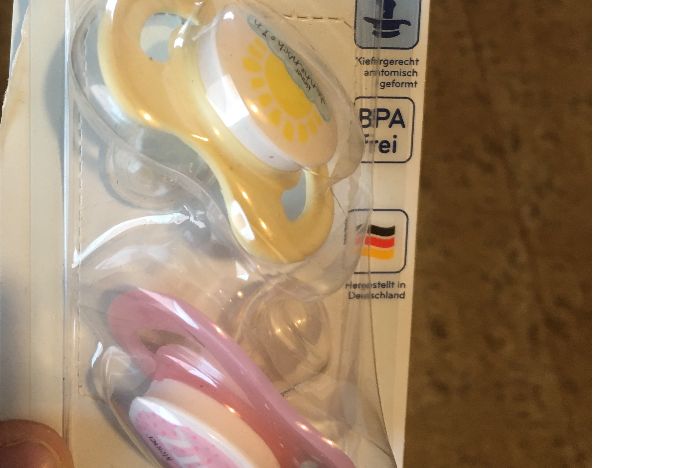 Kiefergerecht
anatomisch
geformt
BPA
frei
Hergestellt in
Deutschland